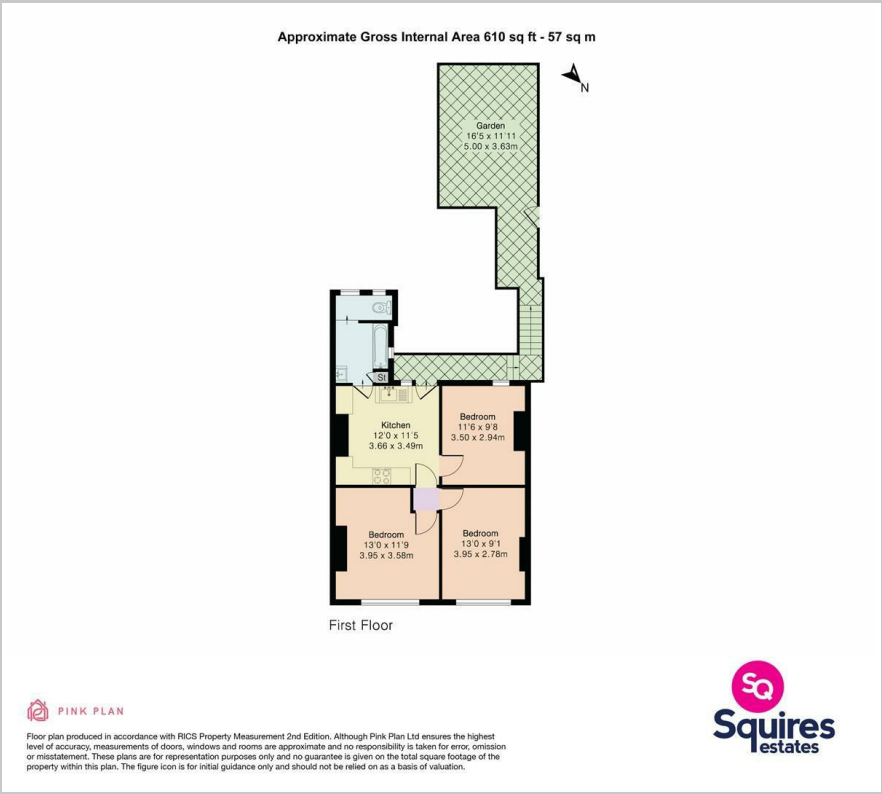 Approximate Gross Internal Area 610 sq ft - 57 sq m
N
Garden
16'5 x 11'11
5.00 x 3.63m
St
Kitchen
12'0 x 11'5
3.66 x 3.49m
Bedroom
11'6 x 9'8
3.50 x 2.94m
Bedroom
13'0 x 11'9
3.95 x 3.58m
Bedroom
13'0 x 9'1
3.95 x 2.78m
First Floor
PINK PLAN
Floor plan produced in accordance with RICS Property Measurement 2nd Edition. Although Pink Plan Ltd ensures the highest
level of accuracy, measurements of doors, windows and rooms are approximate and no responsibility is taken for error, omission
or misstatement. These plans are for representation purposes only and no guarantee is given on the total square footage of the
property within this plan. The figure icon is for initial guidance only and should not be relied on as a basis of valuation.
SQ
Squires
estates